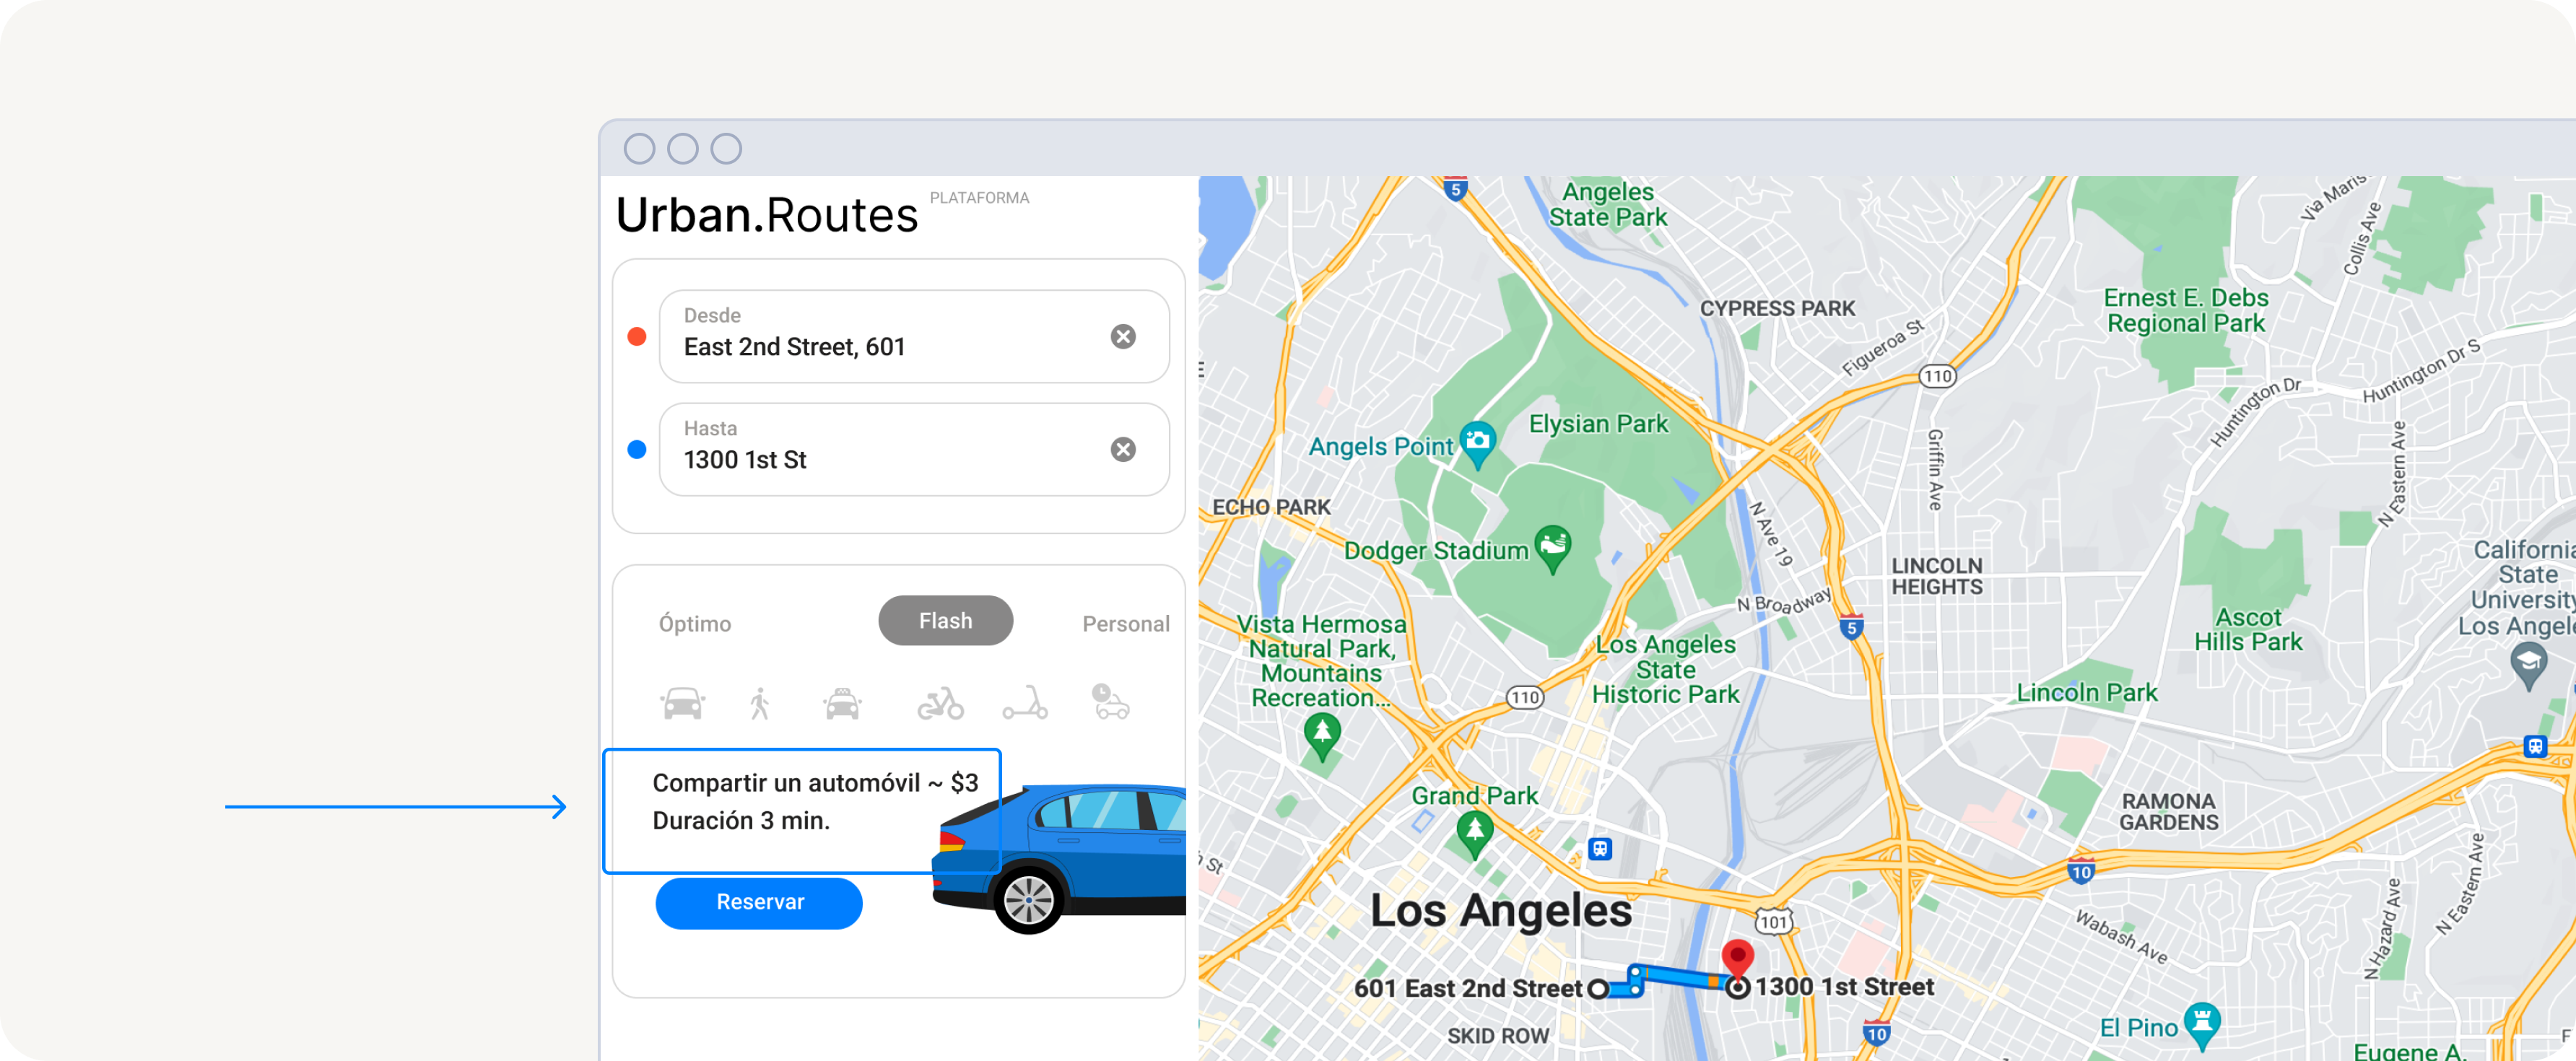 Urban.Routes
PLATAFORMA
Desde
East 2nd Street, 601
Hasta
1300 1st St
Óptimo
Flash
Personal
Compartir un automóvil ~ $3
Duración 3 min.
Reservar
5
Angeles
State Park
CYPRESS PARK
Figueroa St
110
Ernest E. Debs
Regional Park
Collis Ave
Huntington Dr S
Huntington Dr
Griffin Ave
N Eastern Ave
Elysian Park
Angels Point
ECHO PARK
Dodger Stadium
N Ave 19
N Broadway
LINCOLN
HEIGHTS
5
California
State
University
Ascot
Hills Park
Vista Hermosa
Natural Park,
Mountains
Recreation...
110
Los Angeles
State
Historic Park
Lincoln Park
Grand Park
RAMONA
GARDENS
10
Los Angeles
101
Wabash Ave
N Hazard Ave
N Eastern Ave
601 East 2nd Street
1300 1st Street
SKID ROW
10
El Pino
Eugene A.